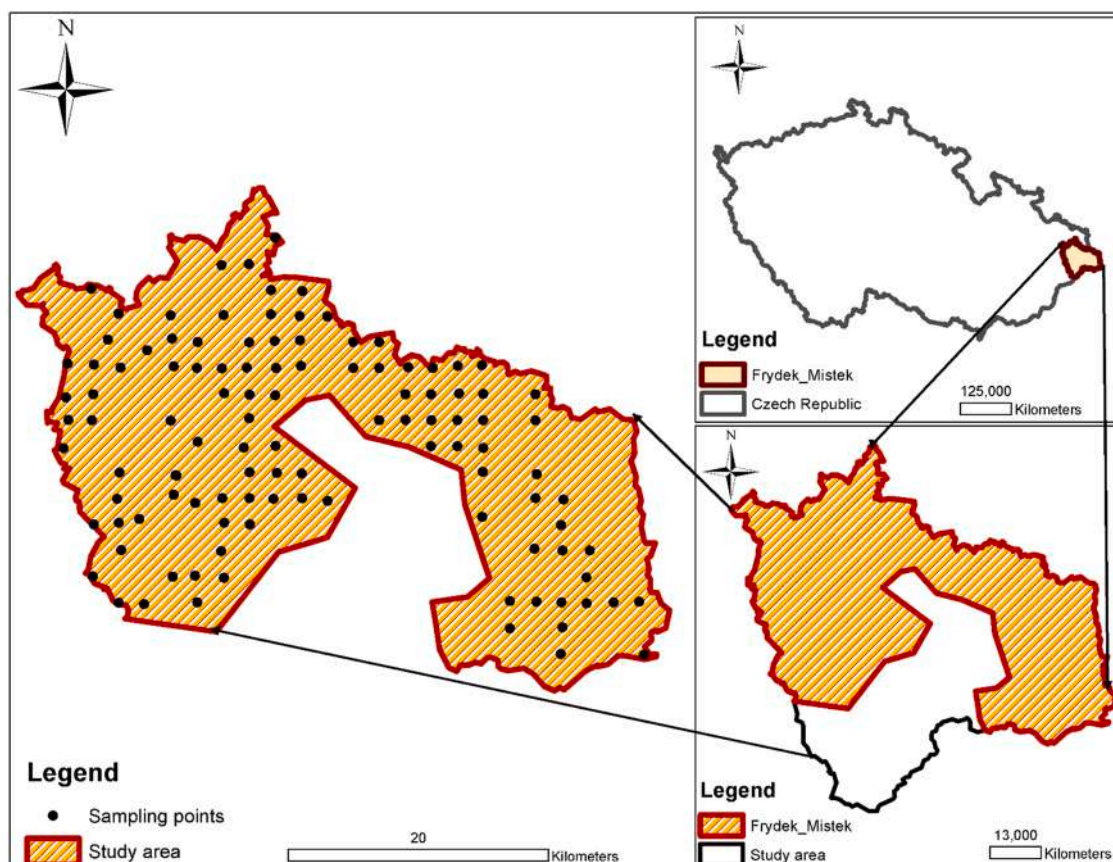 N
Legend
Sampling points
Study area
20
Kilometers
N
Legend
Frydek_Mistek
Czech Republic
125,000
Kilometers
N
Legend
Frydek_Mistek
Study area
13,000
Kilometers